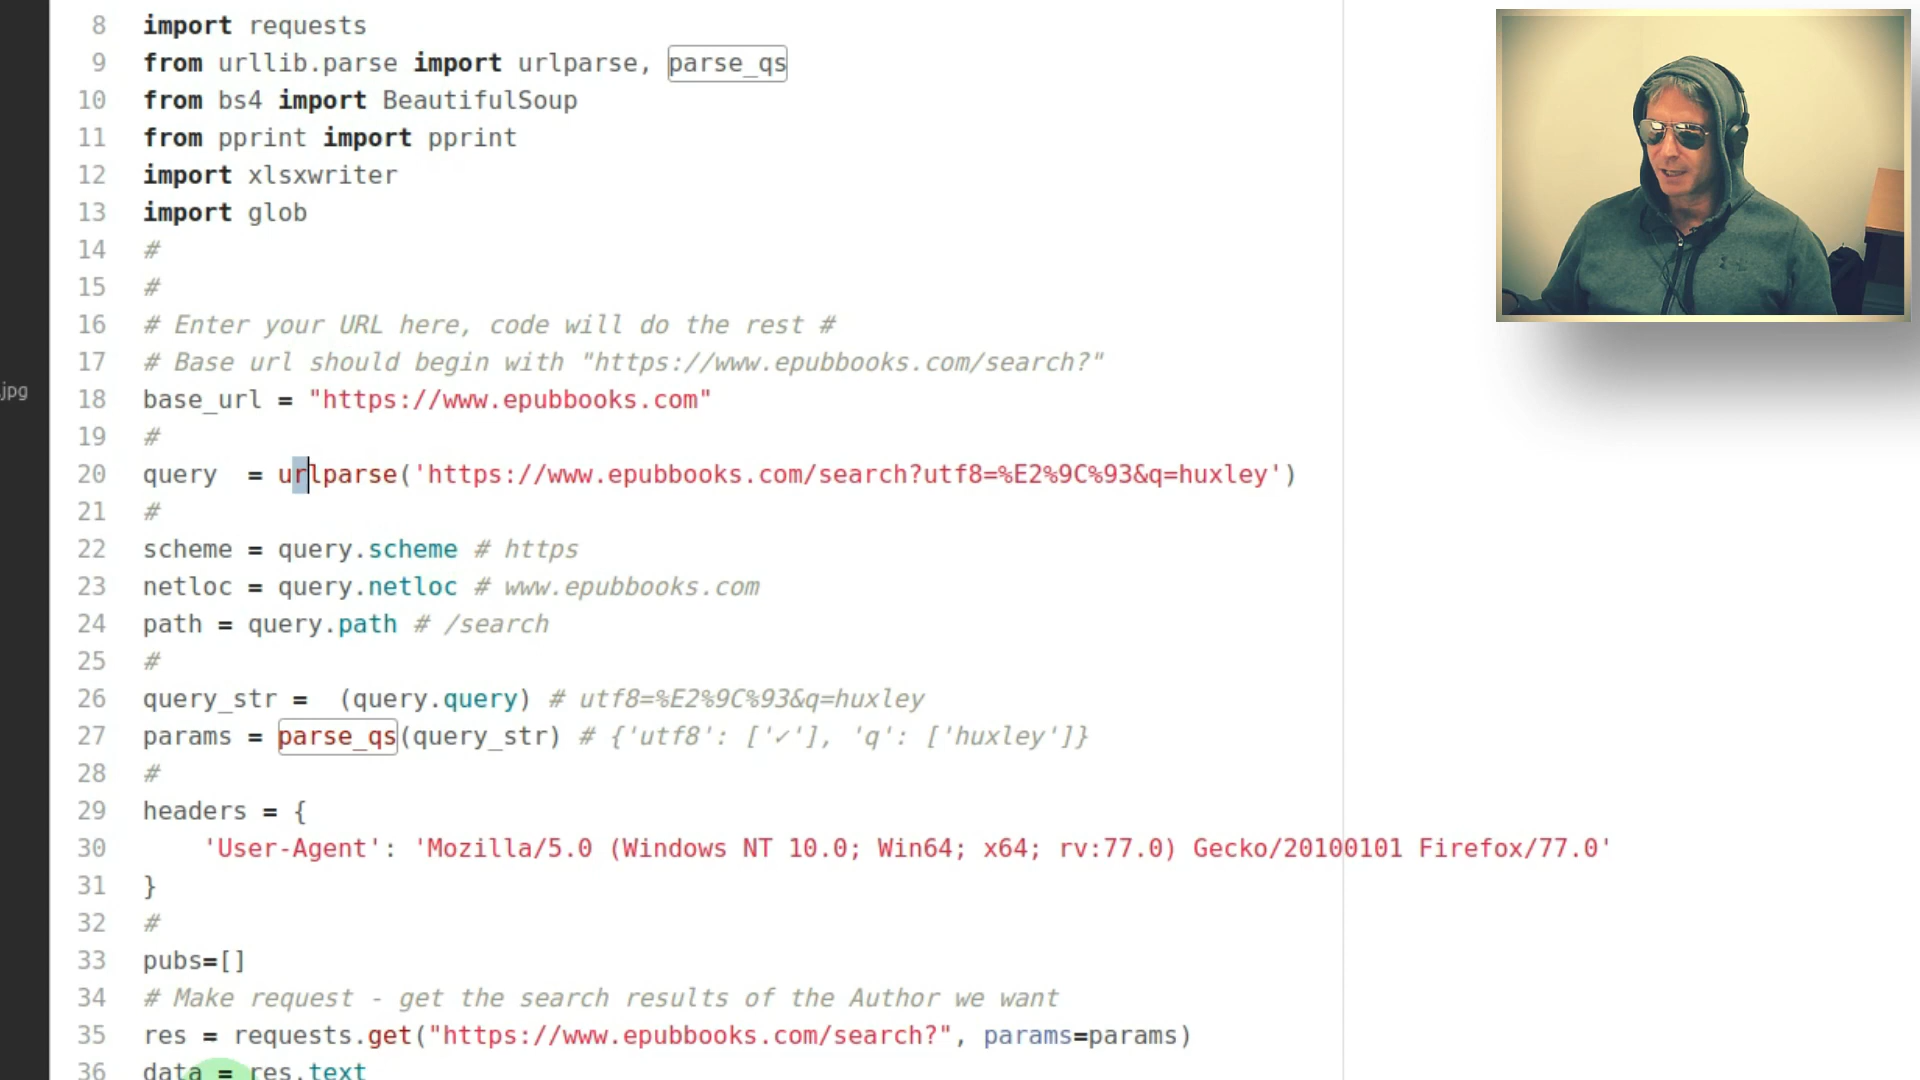 8 import requests
9 from urllib.parse import urlparse, parse_qs
10 from bs4 import BeautifulSoup
11 from pprint import pprint
12 import xlsxwriter
13 import glob
14 #
15 #
16 # Enter your URL here, code will do the rest #
17 # Base url should begin with "https://www.epubbooks.com/search?"
jpg
18 base_url = "https://www.epubbooks.com"
19 #
20 query  = urlparse('https://www.epubbooks.com/search?utf8=%E2%9C%93&q=huxley')
21 #
22 scheme = query.scheme # https
23 netloc = query.netloc # www.epubbooks.com
24 path = query.path # /search
25 #
26 query_str =  (query.query) # utf8=%E2%9C%93&q=huxley
27 params = parse_qs(query_str) # {'utf8': ['✓'], 'q': ['huxley']}
28 #
29 headers = {
30     'User-Agent': 'Mozilla/5.0 (Windows NT 10.0; Win64; x64; rv:77.0) Gecko/20100101 Firefox/77.0'
31 }
32 #
33 pubs=[]
34 # Make request - get the search results of the Author we want
35 res = requests.get("https://www.epubbooks.com/search?", params=params)
36 data = res.text